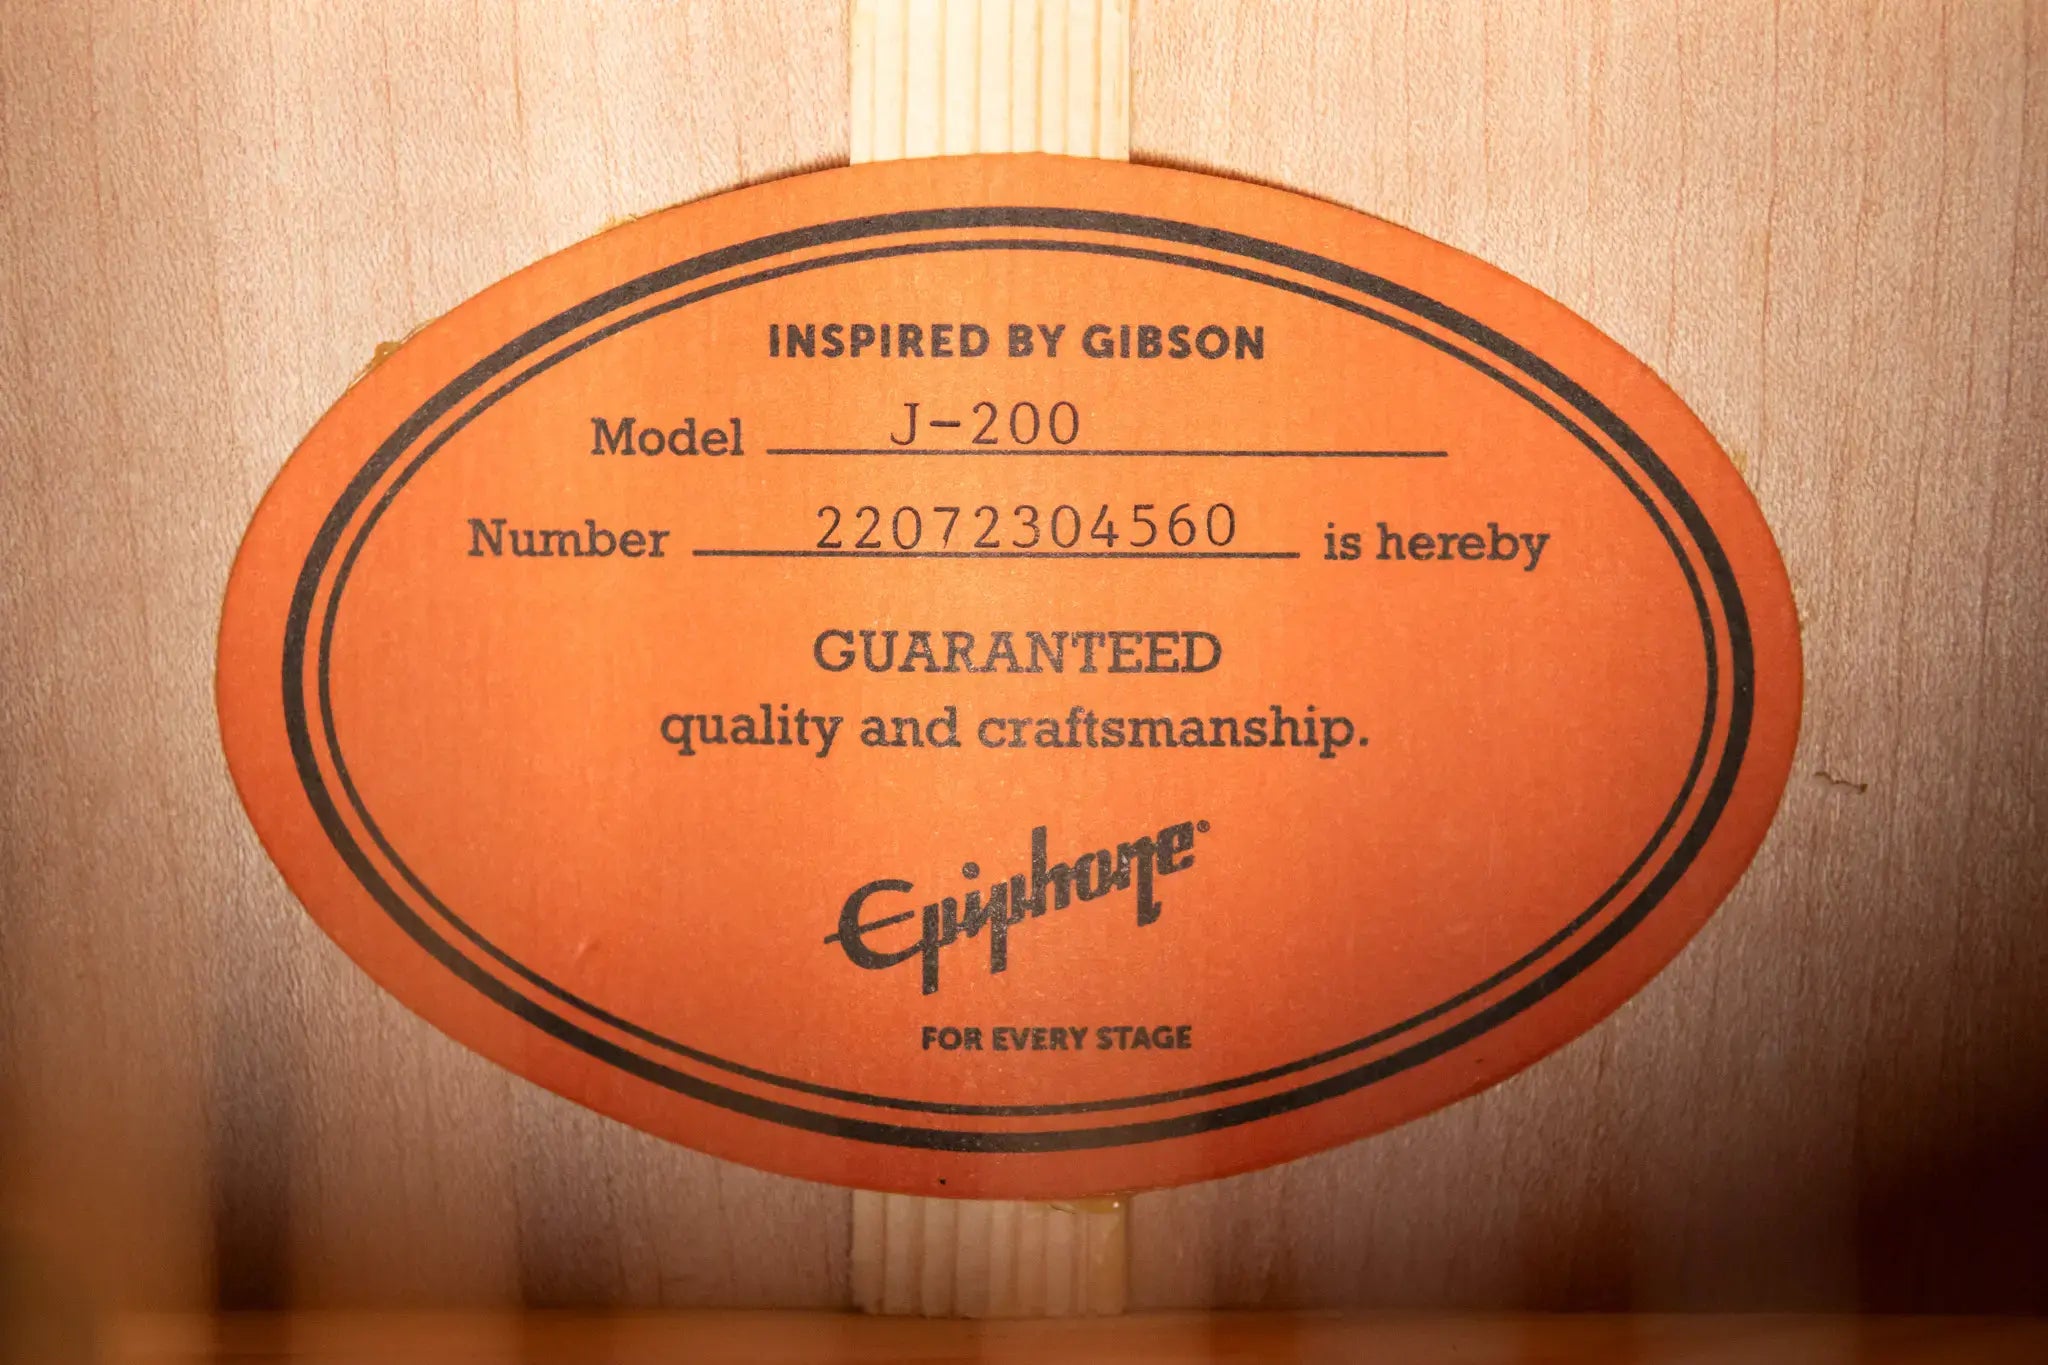 INSPIRED BY GIBSON
Model J-200
Number 22072304560 is hereby
GUARANTEED
quality and craftsmanship.
Epiphone®
FOR EVERY STAGE